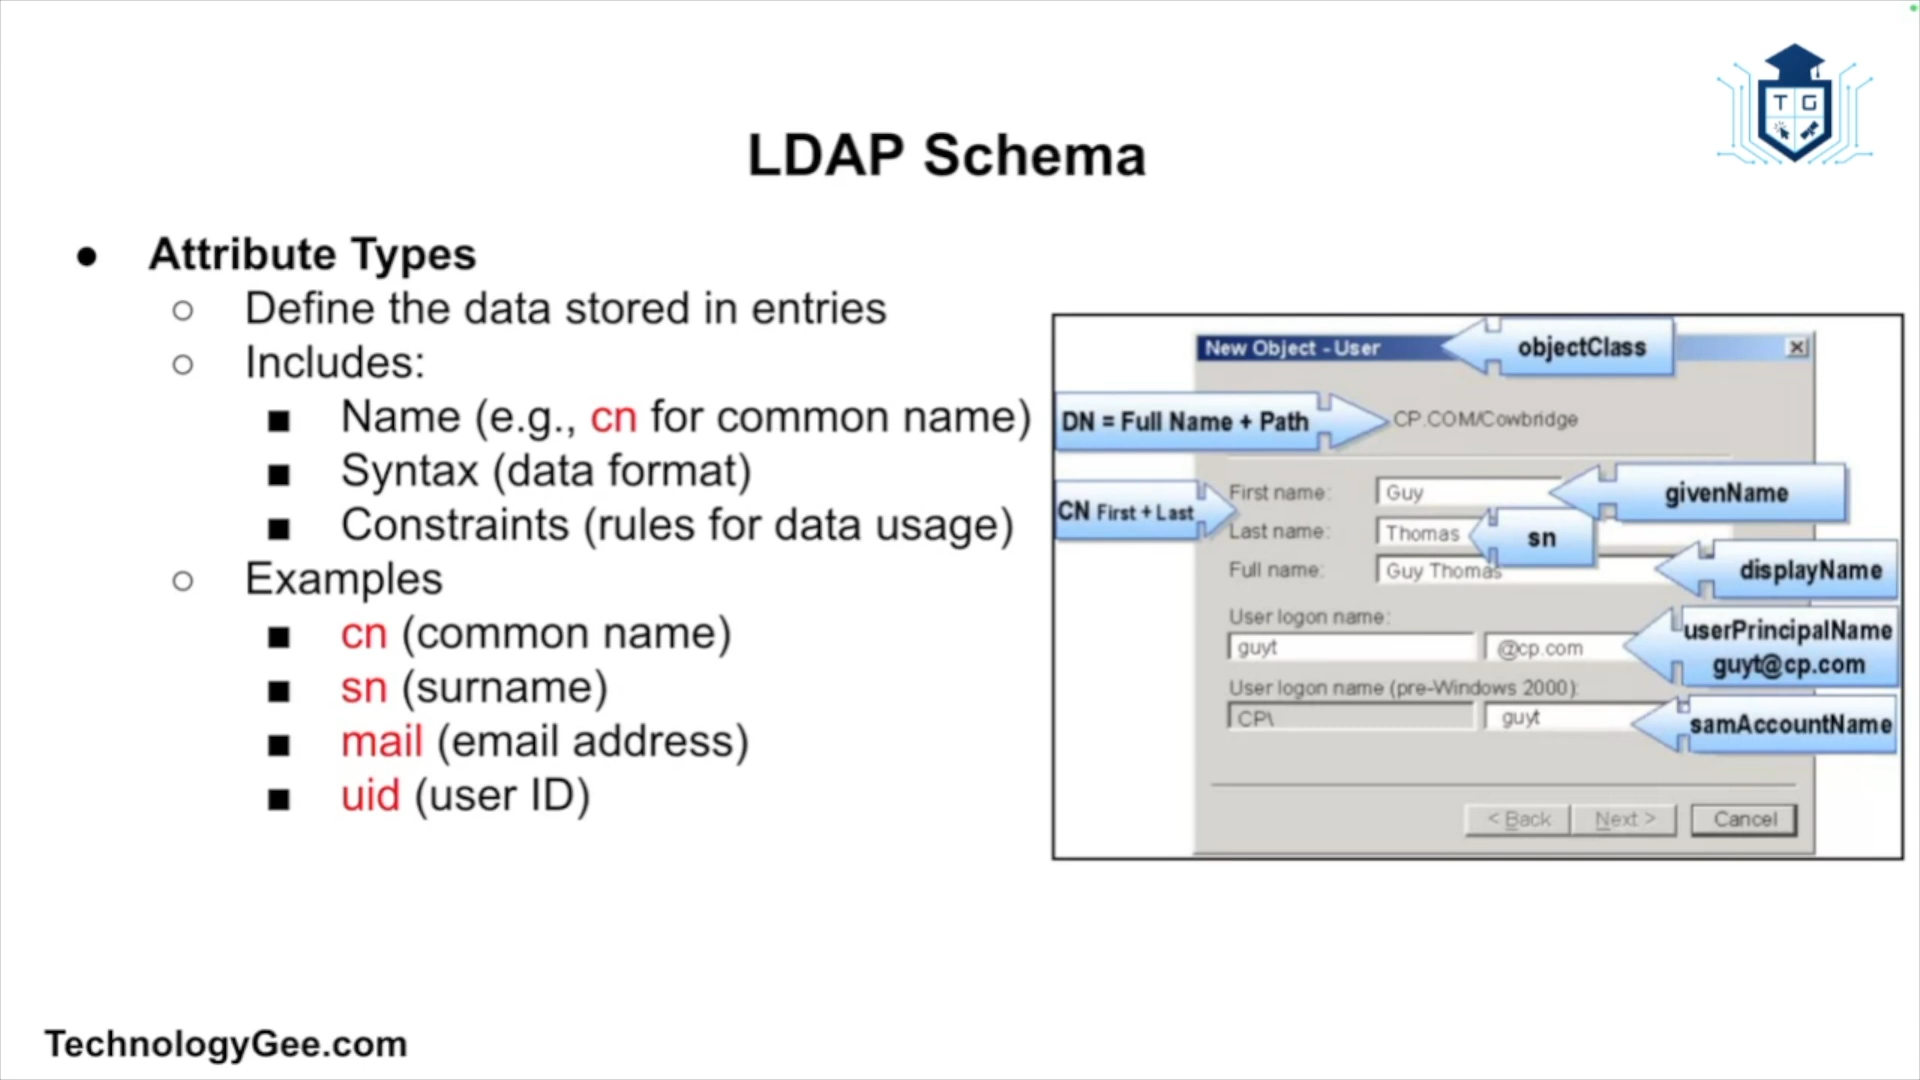 T G
LDAP Schema
● Attribute Types
○ Define the data stored in entries
○ Includes:
■ Name (e.g., cn for common name)
■ Syntax (data format)
■ Constraints (rules for data usage)
○ Examples
■ cn (common name)
■ sn (surname)
■ mail (email address)
■ uid (user ID)
New Object - User
objectClass
DN = Full Name + Path
CP.COM/Cowbridge
CN First + Last
First name: Guy
givenName
Last name: Thomas
sn
Full name: Guy Thomas
displayName
User logon name:
guyt @cp.com
userPrincipalName
guyt@cp.com
User logon name (pre-Windows 2000):
CP\ guyt
samAccountName
< Back Next > Cancel
TechnologyGee.com